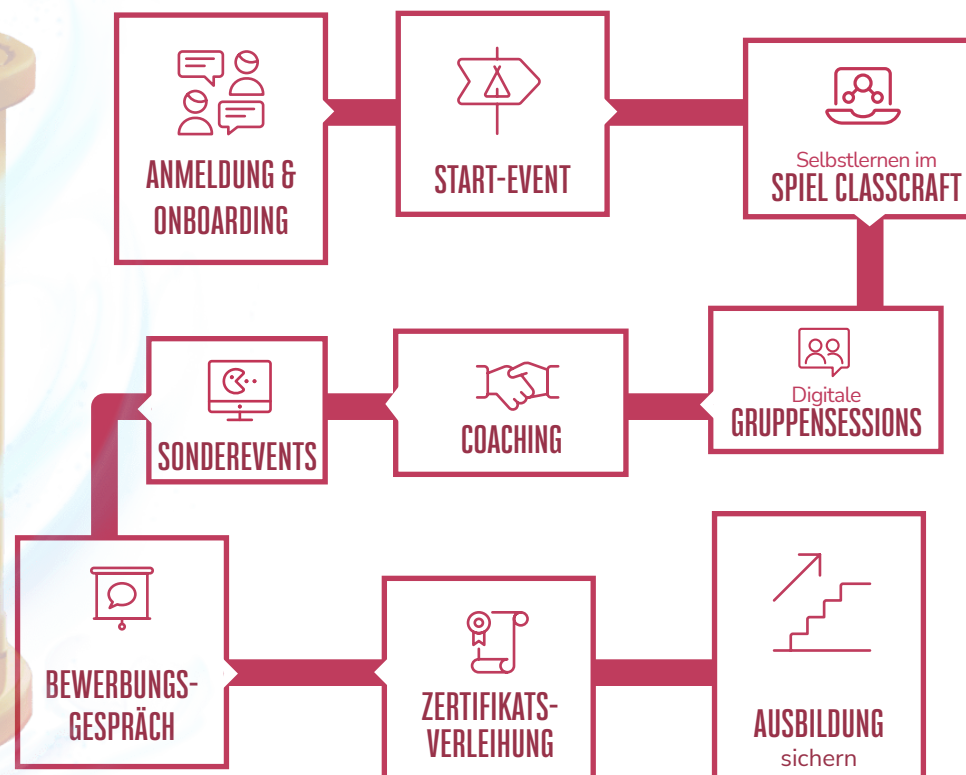 ANMELDUNG &
ONBOARDING
START-EVENT
Selbstlernen im
SPIEL CLASSCRAFT
Digitale
GRUPPENSESSIONS
COACHING
SONDEREVENTS
BEWERBUNGS-
GESPRÄCH
ZERTIFIKATS-
VERLEIHUNG
AUSBILDUNG
sichern